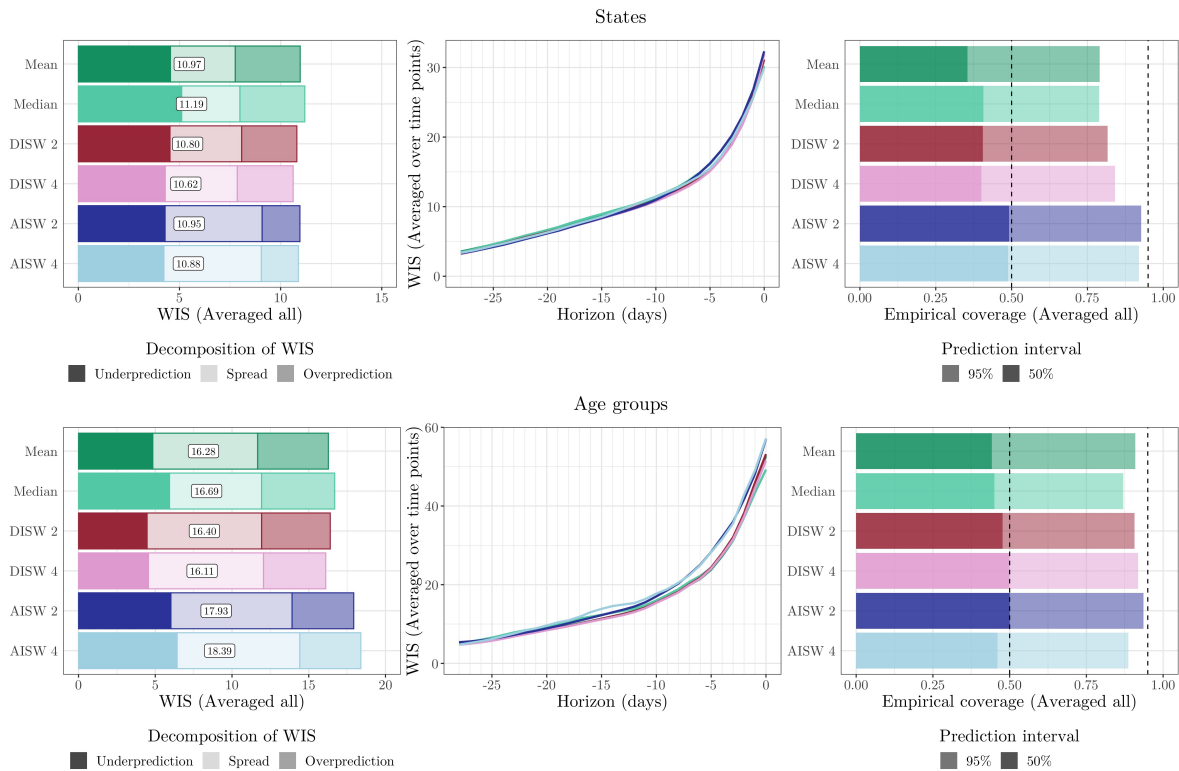 States
Mean
Median
DISW 2
DISW 4
AISW 2
AISW 4
10.97
11.19
10.80
10.62
10.95
10.88
0 5 10 15
WIS (Averaged all)
Decomposition of WIS
Underprediction Spread Overprediction
WIS (Averaged over time points)
30
20
10
0
-25 -20 -15 -10 -5 0
Horizon (days)
Mean
Median
DISW 2
DISW 4
AISW 2
AISW 4
0.00 0.25 0.50 0.75 1.00
Empirical coverage (Averaged all)
Prediction interval
95% 50%
Age groups
Mean
Median
DISW 2
DISW 4
AISW 2
AISW 4
16.28
16.69
16.40
16.11
17.93
18.39
0 5 10 15 20
WIS (Averaged all)
Decomposition of WIS
Underprediction Spread Overprediction
WIS (Averaged over time points)
60
40
20
0
-25 -20 -15 -10 -5 0
Horizon (days)
Mean
Median
DISW 2
DISW 4
AISW 2
AISW 4
0.00 0.25 0.50 0.75 1.00
Empirical coverage (Averaged all)
Prediction interval
95% 50%